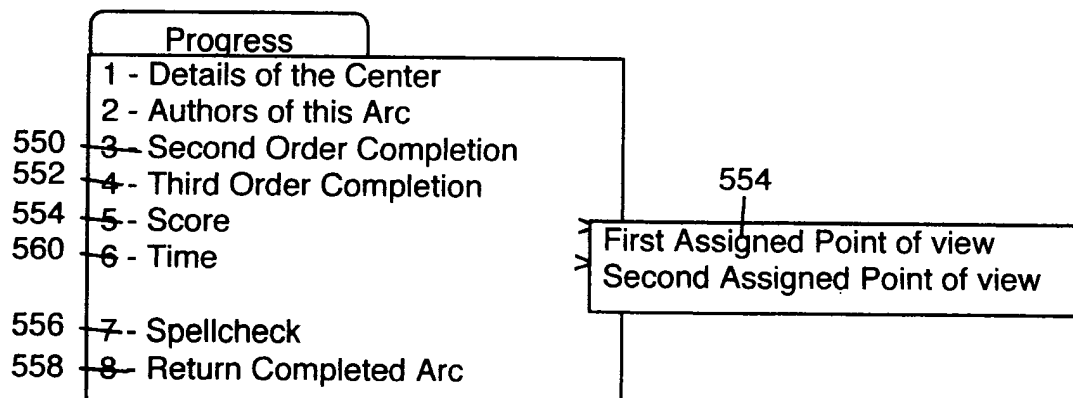 Progress
1 - Details of the Center
2 - Authors of this Arc
550 3 - Second Order Completion
552 4 - Third Order Completion
554
554 5 - Score >
First Assigned Point of view
560 6 - Time >
Second Assigned Point of view
556 7 - Spellcheck
558 8 - Return Completed Arc